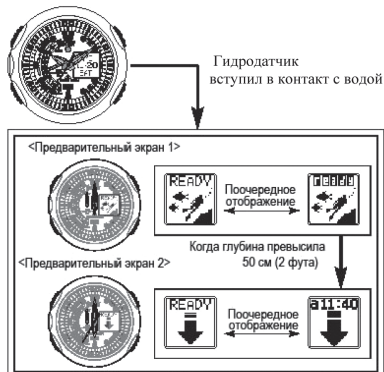 Гидродатчик
вступил в контакт с водой
<Предварительный экран 1>
READY
Поочередное
отображение
Когда глубина превысила
50 см (2 фута)
<Предварительный экран 2>
READY
Поочередное
отображение
a11:40